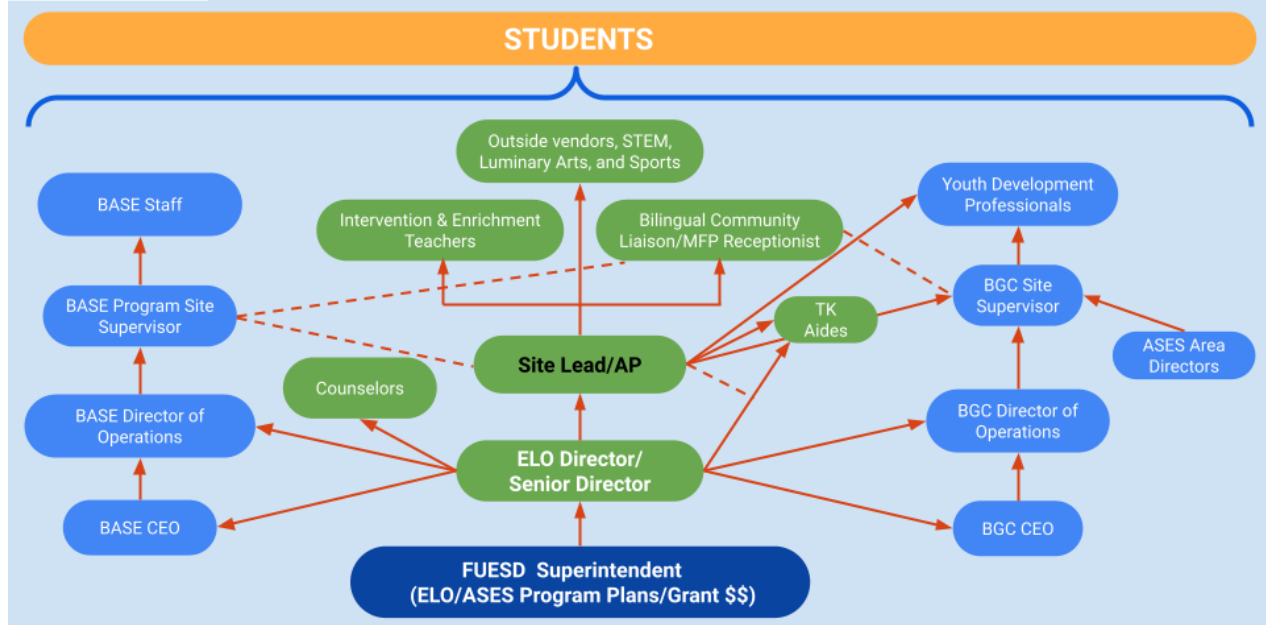 STUDENTS
Outside vendors, STEM,
Luminary Arts, and Sports
BASE Staff
Intervention & Enrichment
Teachers
Bilingual Community
Liaison/MFP Receptionist
Youth Development
Professionals
BASE Program Site
Supervisor
TK
Aides
BGC Site
Supervisor
Site Lead/AP
ASES Area
Directors
Counselors
BASE Director of
Operations
BGC Director of
Operations
ELO Director/
Senior Director
BASE CEO
BGC CEO
FUESD  Superintendent
(ELO/ASES Program Plans/Grant $$)